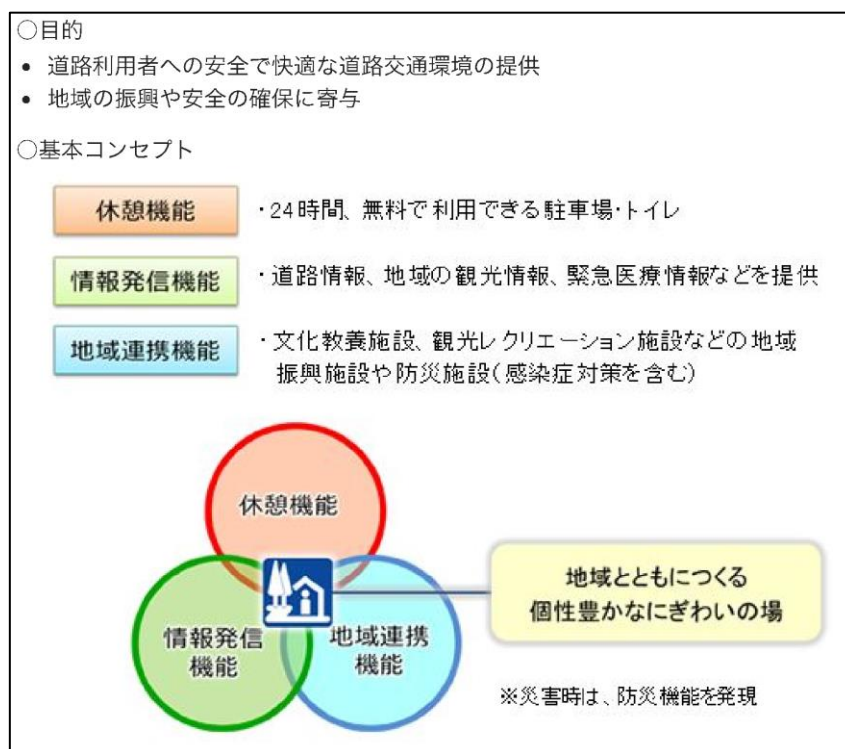 ○目的
• 道路利用者への安全で快適な道路交通環境の提供
• 地域の振興や安全の確保に寄与
○基本コンセプト
休憩機能 ・24時間、無料で利用できる駐車場・トイレ
情報発信機能 ・道路情報、地域の観光情報、緊急医療情報などを提供
地域連携機能 ・文化教養施設、観光レクリエーション施設などの地域
振興施設や防災施設(感染症対策を含む)
休憩機能
情報発信
機能
地域連携
機能
地域とともにつくる
個性豊かなにぎわいの場
※災害時は、防災機能を発現